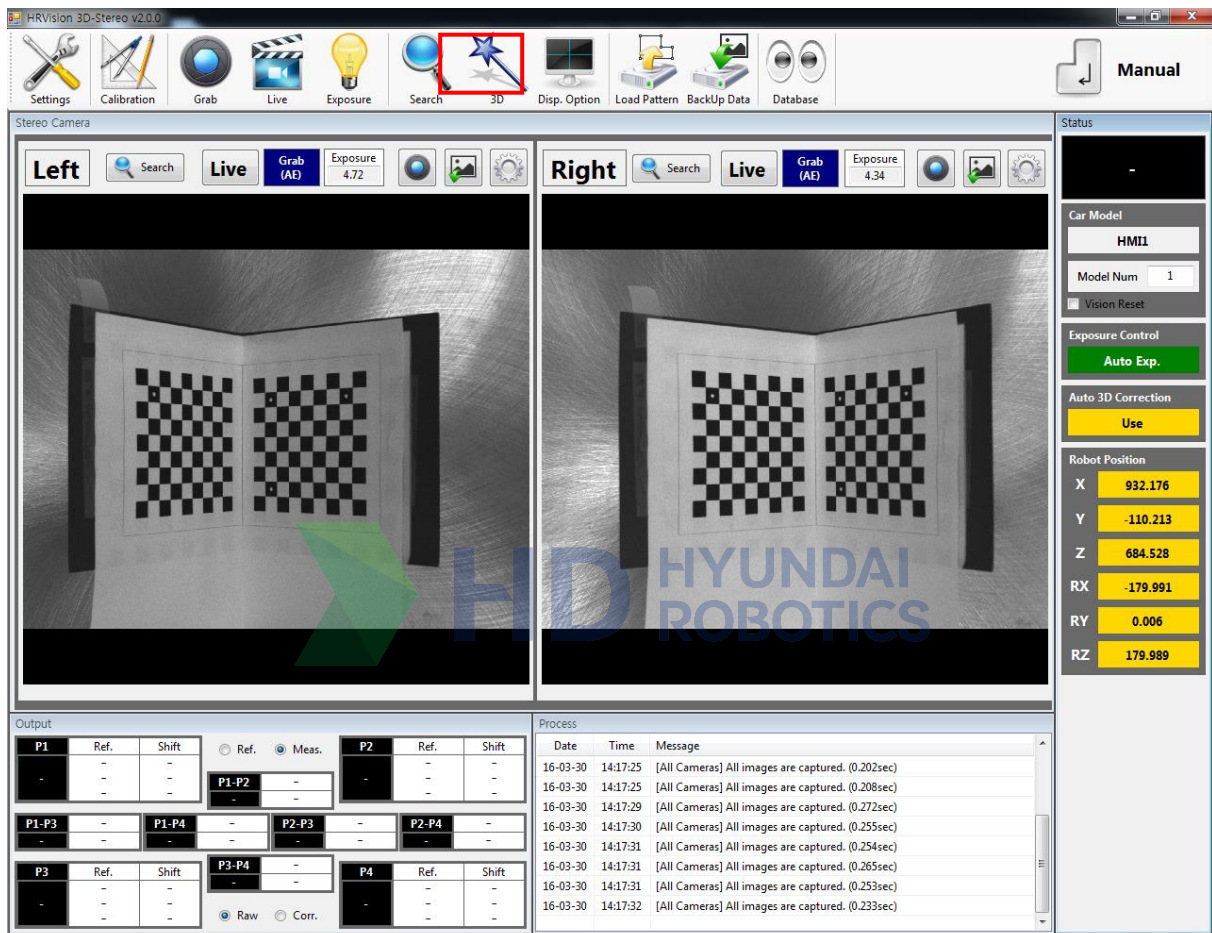 HRVision 3D-Stereo v2.0.0
Settings Calibration Grab Live Exposure Search 3D Disp. Option Load Pattern BackUp Data Database Manual
Stereo Camera
Left Search Live Grab (AE) Exposure 4.72
Right Search Live Grab (AE) Exposure 4.34
HD HYUNDAI
ROBOTICS
Status
-
Car Model
HMI1
Model Num 1
Vision Reset
Exposure Control
Auto Exp.
Auto 3D Correction
Use
Robot Position
X 932.176
Y -110.213
Z 684.528
RX -179.991
RY 0.006
RZ 179.989
Output
P1 Ref. Shift Ref. Meas. P2 Ref. Shift
- - - - - - -
- -
- - - -
P1-P2 -
- -
P1-P3 - P1-P4 - P2-P3 - P2-P4 -
- - - - - - - -
P3 Ref. Shift P3-P4 - P4 Ref. Shift
- - - - - -
- - - - - -
- - - -
Raw Corr.
Process
Date Time Message
16-03-30 14:17:25 [All Cameras] All images are captured. (0.202sec)
16-03-30 14:17:25 [All Cameras] All images are captured. (0.208sec)
16-03-30 14:17:29 [All Cameras] All images are captured. (0.272sec)
16-03-30 14:17:30 [All Cameras] All images are captured. (0.255sec)
16-03-30 14:17:31 [All Cameras] All images are captured. (0.254sec)
16-03-30 14:17:31 [All Cameras] All images are captured. (0.265sec)
16-03-30 14:17:31 [All Cameras] All images are captured. (0.253sec)
16-03-30 14:17:32 [All Cameras] All images are captured. (0.233sec)